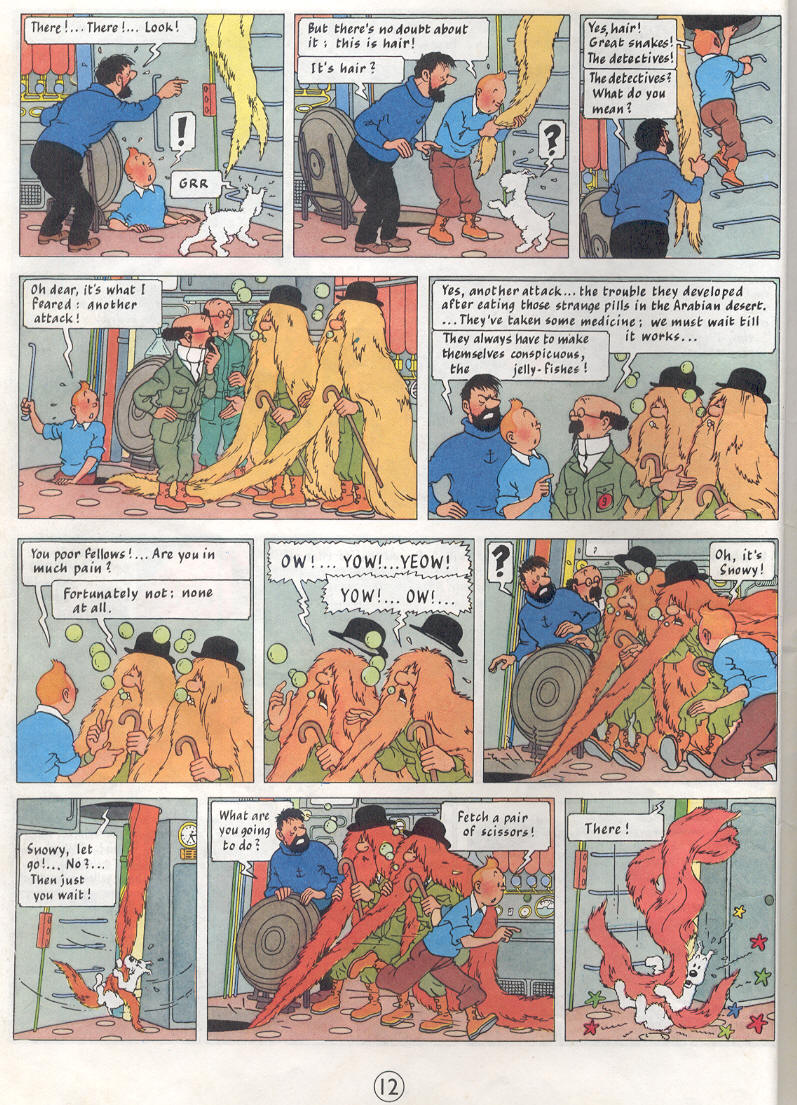 There!... There!... Look!
!
GRR
But there's no doubt about
it : this is hair!
It's hair?
?
Yes, hair!
Great snakes!
The detectives!
The detectives?
What do you
mean?
Oh dear, it's what I
feared : another
attack!
Yes, another attack... the trouble they developed
after eating those strange pills in the Arabian desert.
... They've taken some medicine ; we must wait till
it works...
They always have to make
themselves conspicuous,
the jelly-fishes!
3
You poor fellows!... Are you in
much pain?
Fortunately not : none
at all.
OW!... YOW!...YEOW!
YOW!... OW!...
?
?
Oh, it's
Snowy!
Snowy, let
go!... No?...
Then just
you wait!
What are
you going
to do?
Fetch a pair
of scissors!
There!
12